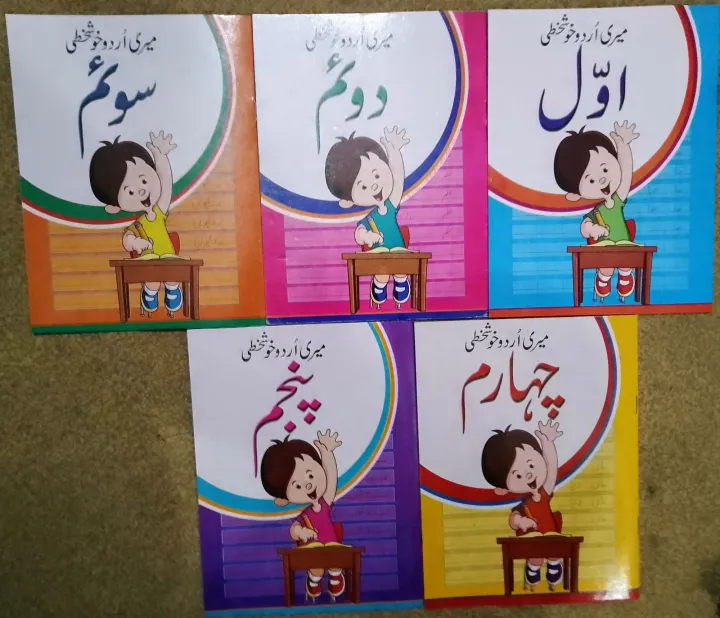 میری اُردو خوشخطی
اوّل
میری اُردو خوشخطی
دوئم
میری اُردو خوشخطی
سوئم
میری اُردو خوشخطی
چہارم
میری اُردو خوشخطی
پنجم